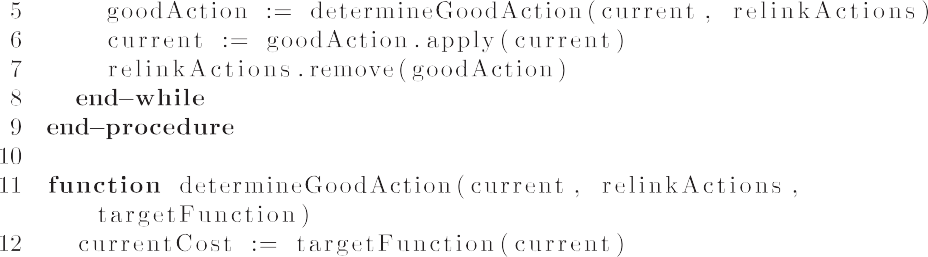 5 goodAction := determineGoodAction(current, relinkActions)
6 current := goodAction.apply(current)
7 relinkActions.remove(goodAction)
8 end-while
9 end-procedure
10
11 function determineGoodAction(current, relinkActions,
targetFunction)
12 currentCost := targetFunction(current)